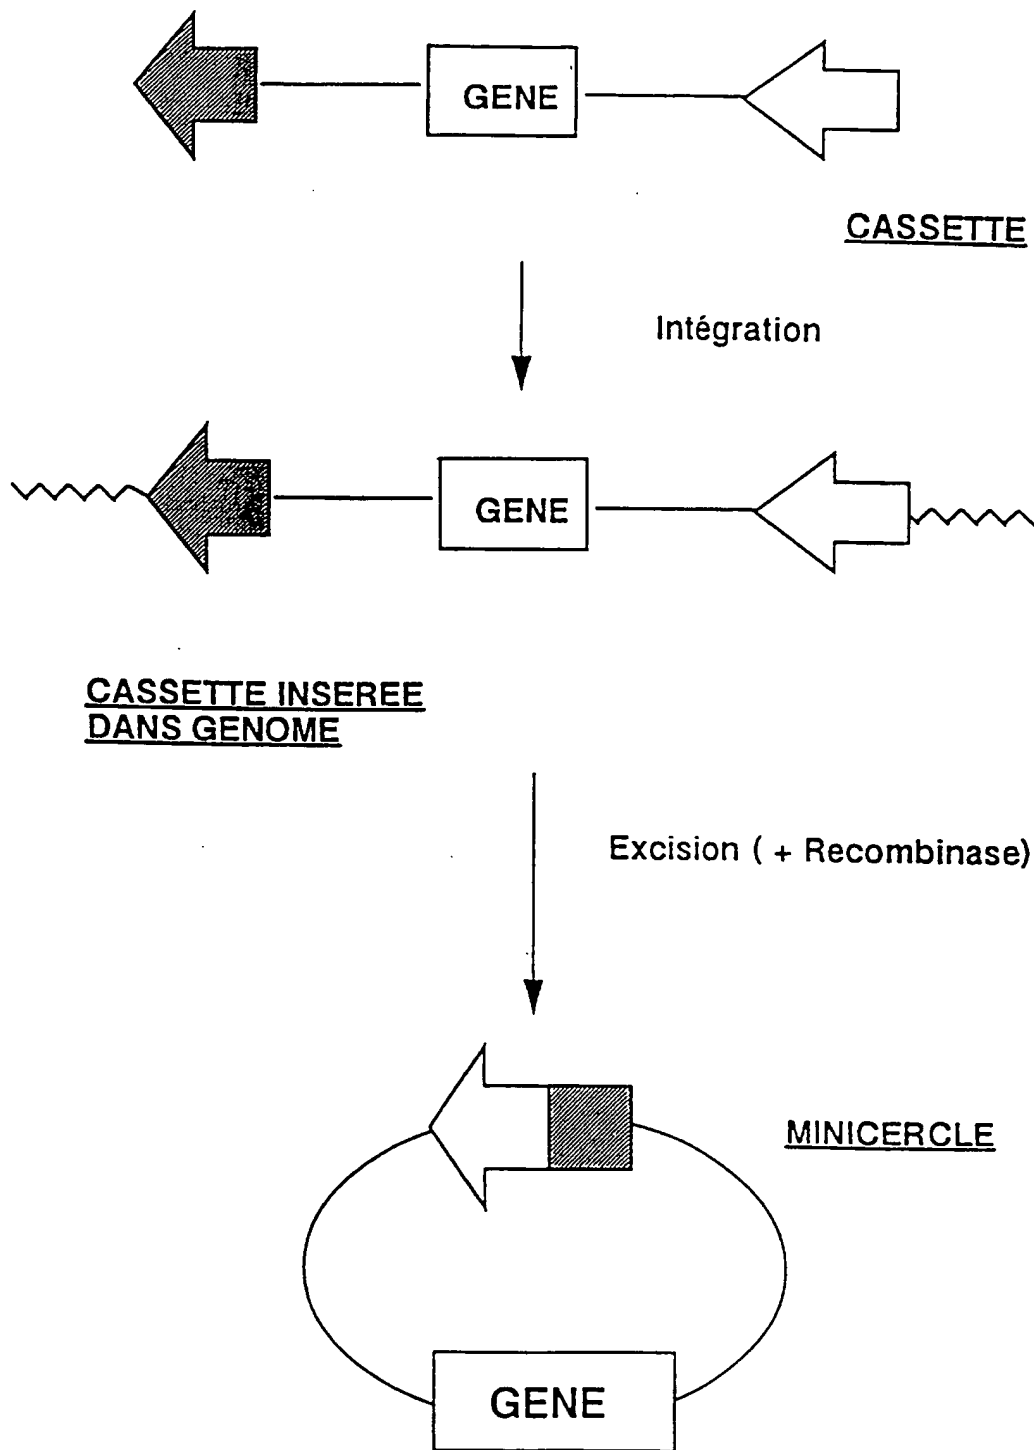 GENE
CASSETTE
Intégration
GENE
CASSETTE INSEREE
DANS GENOME
Excision ( + Recombinase)
MINICERCLE
GENE